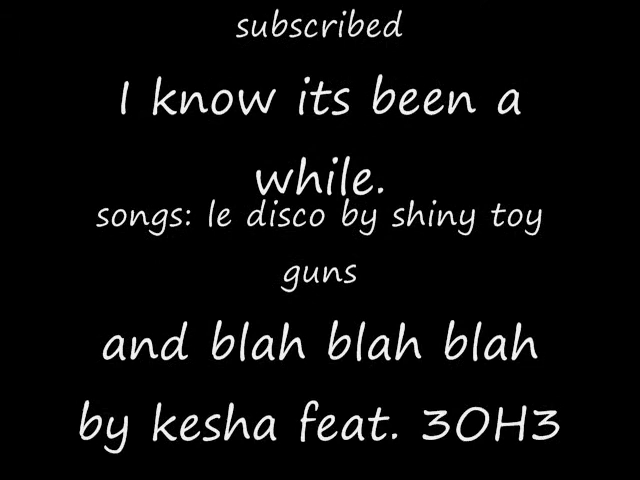 subscribed
I know its been a
while.
songs: le disco by shiny toy
guns
and blah blah blah
by kesha feat. 3OH3